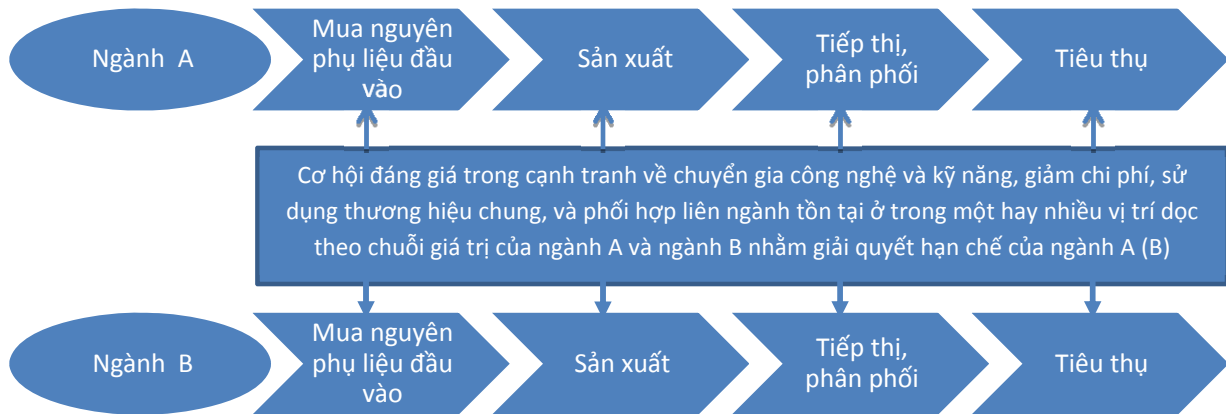 Ngành A
Mua nguyên
phụ liệu đầu
vào
Sản xuất
Tiếp thị,
phân phối
Tiêu thụ
Cơ hội đáng giá trong cạnh tranh về chuyển gia công nghệ và kỹ năng, giảm chi phí, sử
dụng thương hiệu chung, và phối hợp liên ngành tồn tại ở trong một hay nhiều vị trí dọc
theo chuỗi giá trị của ngành A và ngành B nhằm giải quyết hạn chế của ngành A (B)
Ngành B
Mua nguyên
phụ liệu đầu
vào
Sản xuất
Tiếp thị,
phân phối
Tiêu thụ